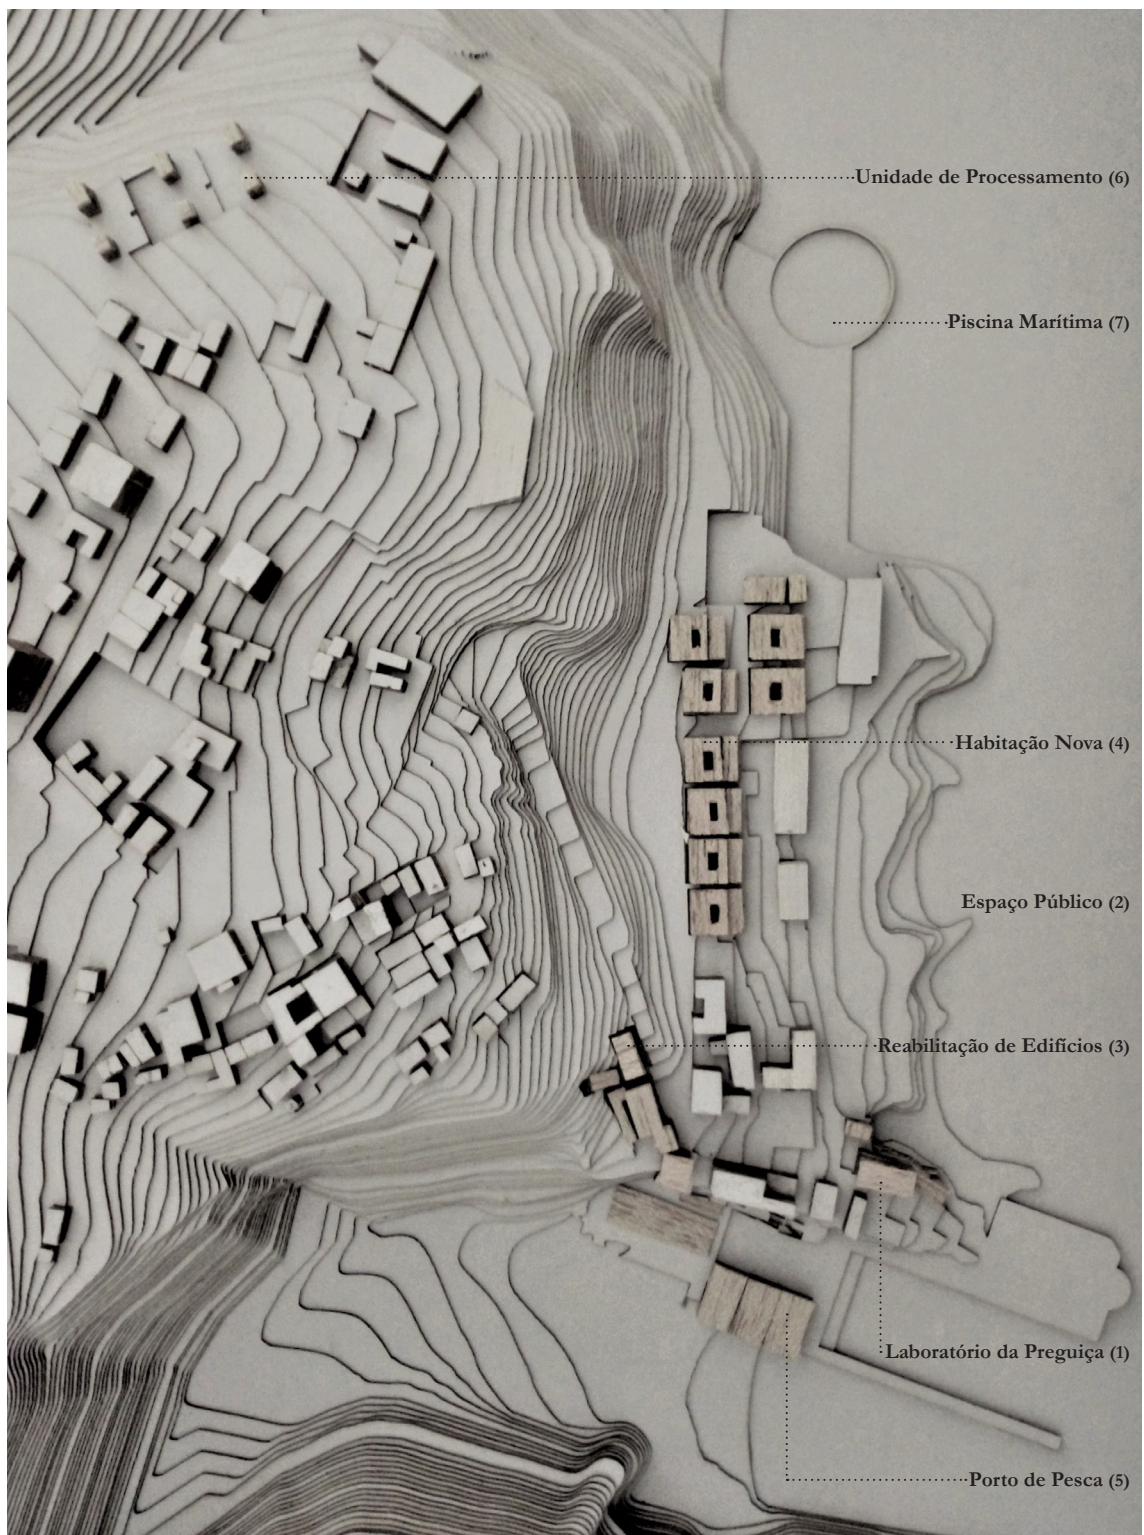 Unidade de Processamento (6)
Piscina Marítima (7)
Habitação Nova (4)
Espaço Público (2)
Reabilitação de Edifícios (3)
Laboratório da Preguiça (1)
Porto de Pesca (5)